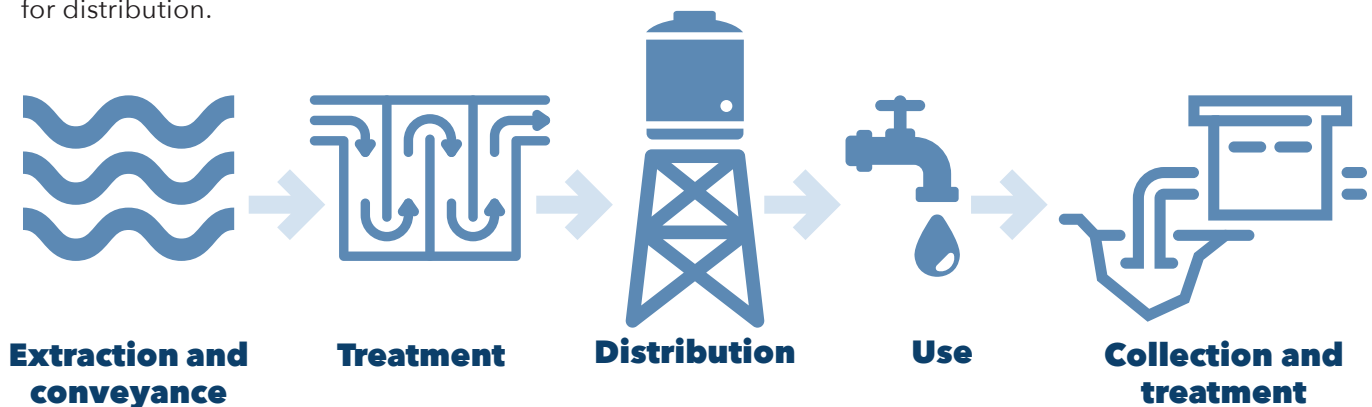 for distribution.
Extraction and
conveyance
Treatment
Distribution
Use
Collection and
treatment